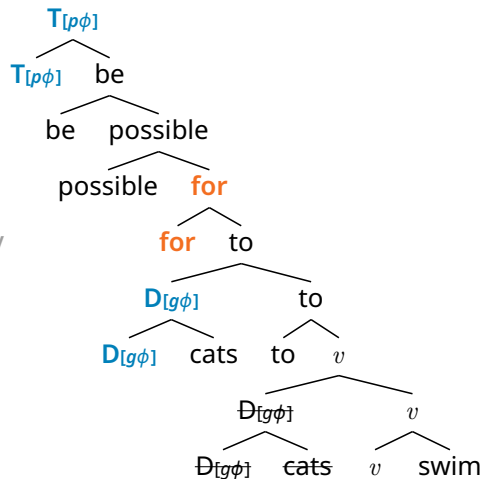 T[pϕ]
T[pϕ] be
be possible
possible for
for to
D[gϕ] to
D[gϕ] cats to v
D[gϕ] v
D[gϕ] cats v swim